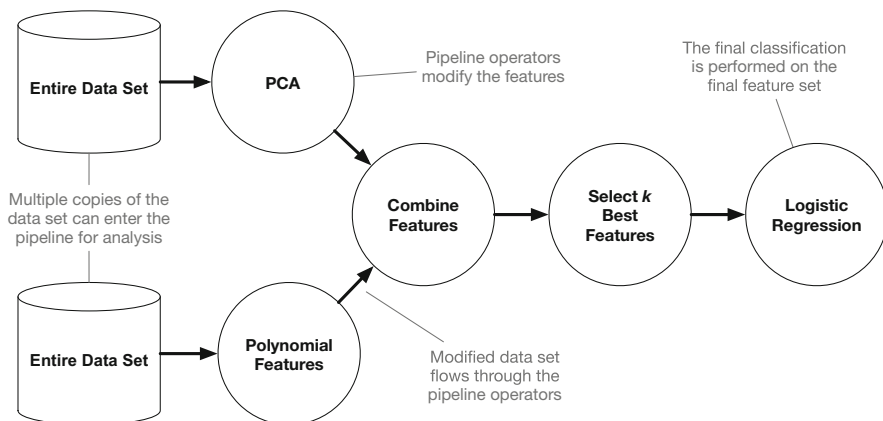 Entire Data Set
PCA
Pipeline operators
modify the features
The final classification
is performed on the
final feature set
Multiple copies of the
data set can enter the
pipeline for analysis
Combine
Features
Select k
Best
Features
Logistic
Regression
Entire Data Set
Polynomial
Features
Modified data set
flows through the
pipeline operators